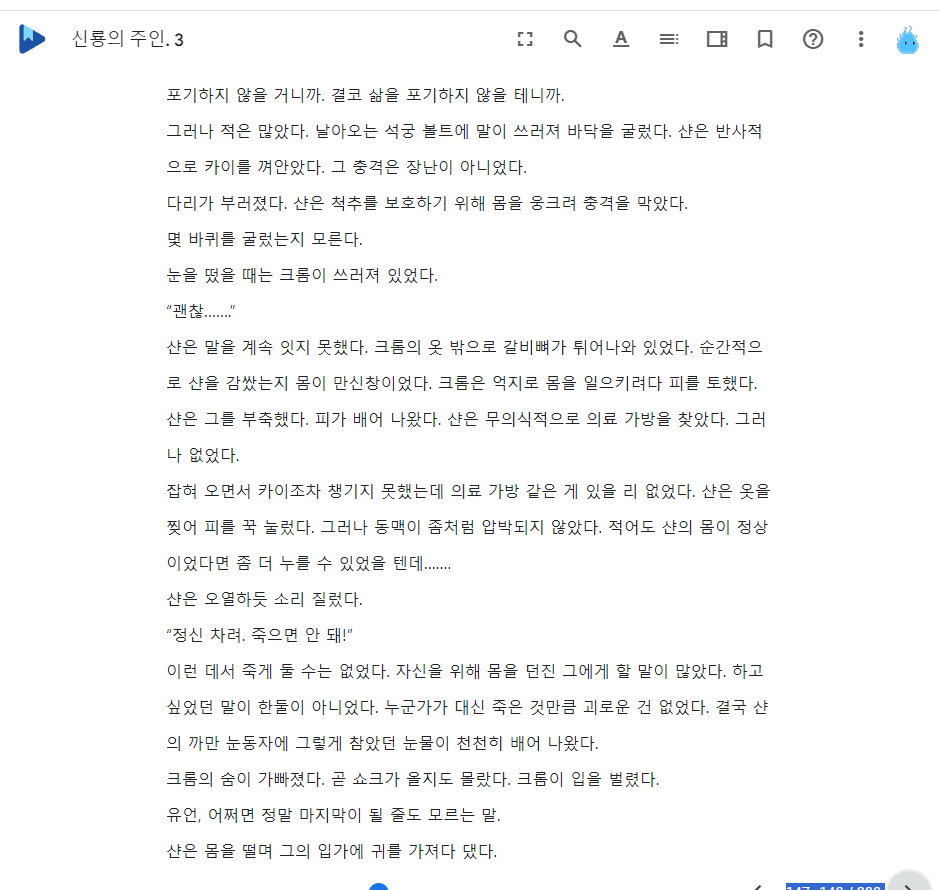 신룡의 주인. 3
포기하지 않을 거니까. 결코 삶을 포기하지 않을 테니까.
그러나 적은 많았다. 날아오는 석궁 볼트에 말이 쓰러져 바닥을 굴렀다. 샨은 반사적
으로 카이를 껴안았다. 그 충격은 장난이 아니었다.
다리가 부러졌다. 샨은 척추를 보호하기 위해 몸을 웅크려 충격을 막았다.
몇 바퀴를 굴렀는지 모른다.
눈을 떴을 때는 크롬이 쓰러져 있었다.
“괜찮.......”
샨은 말을 계속 잇지 못했다. 크롬의 옷 밖으로 갈비뼈가 튀어나와 있었다. 순간적으
로 샨을 감쌌는지 몸이 만신창이었다. 크롬은 억지로 몸을 일으키려다 피를 토했다.
샨은 그를 부축했다. 피가 배어 나왔다. 샨은 무의식적으로 의료 가방을 찾았다. 그러
나 없었다.
잡혀 오면서 카이조차 챙기지 못했는데 의료 가방 같은 게 있을 리 없었다. 샨은 옷을
찢어 피를 꾹 눌렀다. 그러나 동맥이 좀처럼 압박되지 않았다. 적어도 샨의 몸이 정상
이었다면 좀 더 누를 수 있었을 텐데.......
샨은 오열하듯 소리 질렀다.
“정신 차려. 죽으면 안 돼!”
이런 데서 죽게 둘 수는 없었다. 자신을 위해 몸을 던진 그에게 할 말이 많았다. 하고
싶었던 말이 한둘이 아니었다. 누군가가 대신 죽은 것만큼 괴로운 건 없었다. 결국 샨
의 까만 눈동자에 그렇게 참았던 눈물이 천천히 배어 나왔다.
크롬의 숨이 가빠졌다. 곧 쇼크가 올지도 몰랐다. 크롬이 입을 벌렸다.
유언, 어쩌면 정말 마지막이 될 줄도 모르는 말.
샨은 몸을 떨며 그의 입가에 귀를 가져다 댔다.